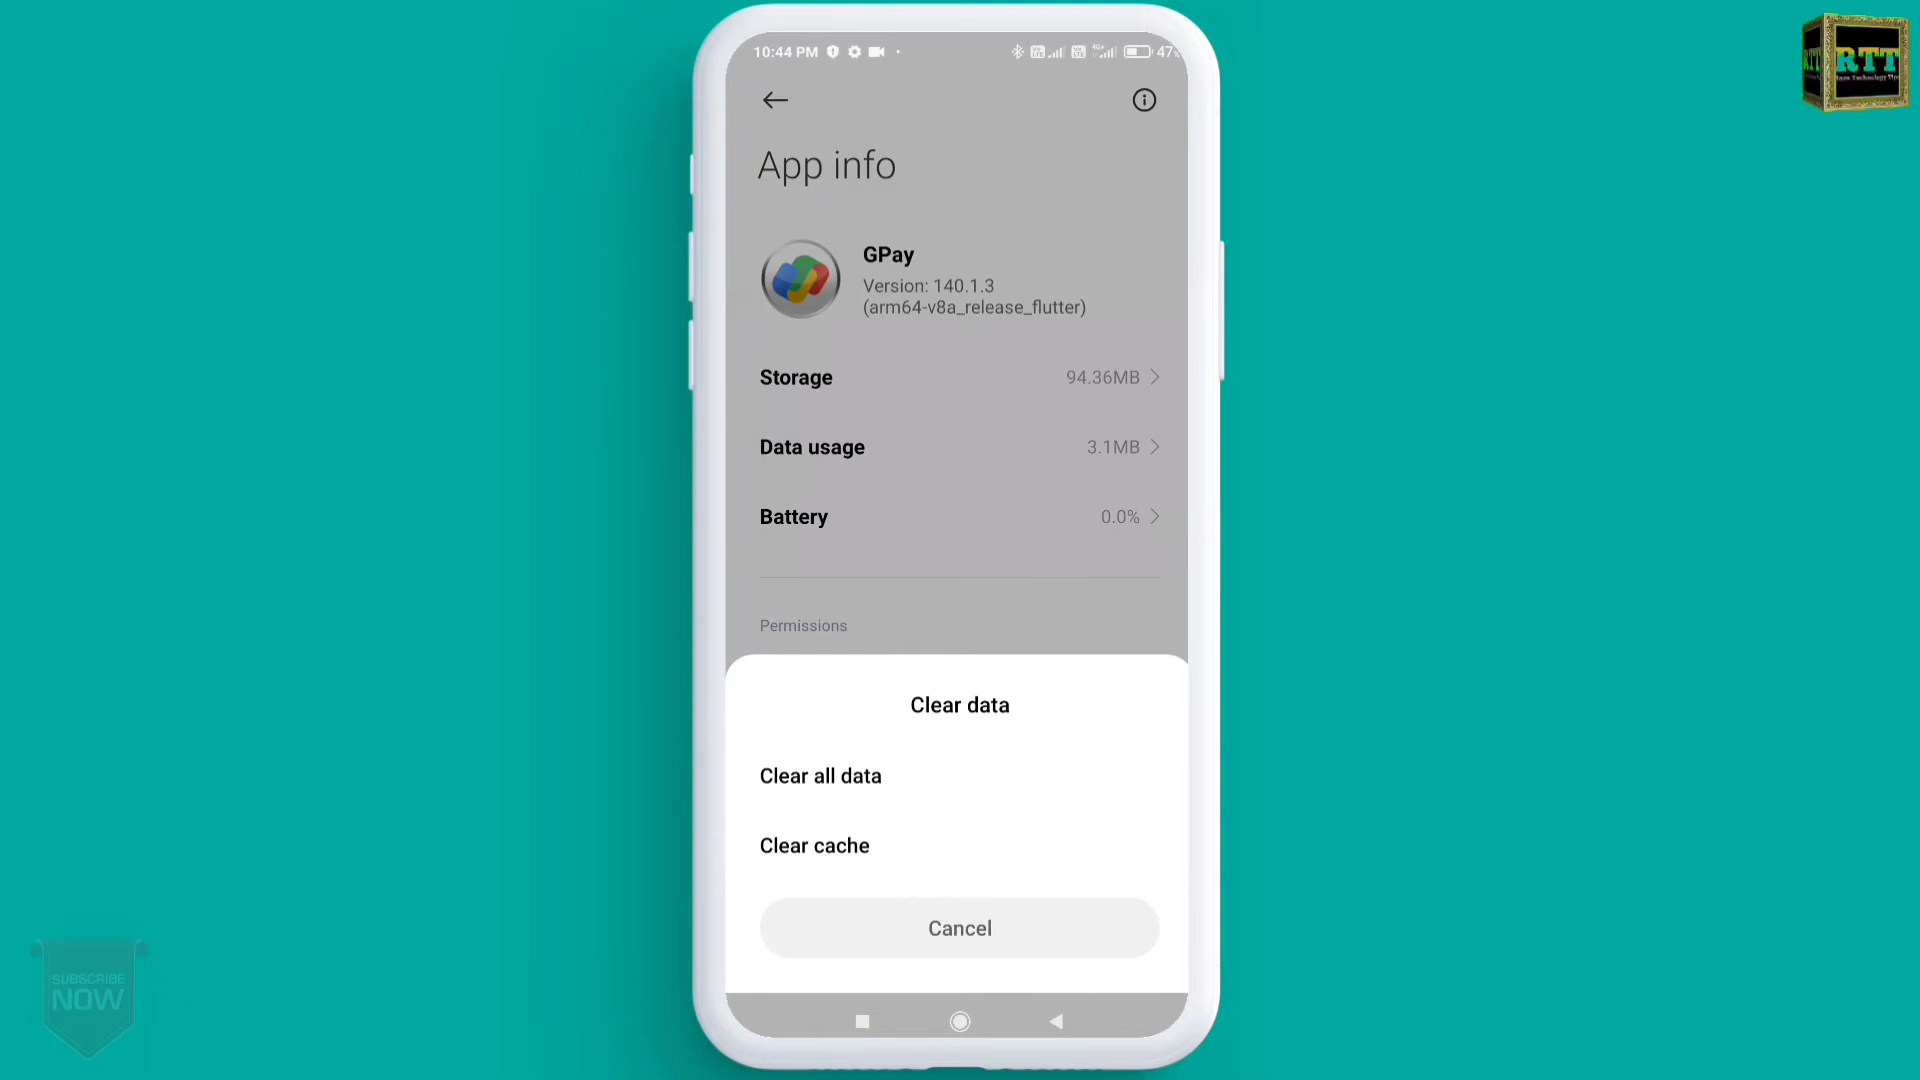 10:44 PM
47%
App info
GPay
Version: 140.1.3
(arm64-v8a_release_flutter)
Storage
94.36MB
Data usage
3.1MB
Battery
0.0%
Permissions
Clear data
Clear all data
Clear cache
Cancel
RTT
SUBSCRIBE
NOW